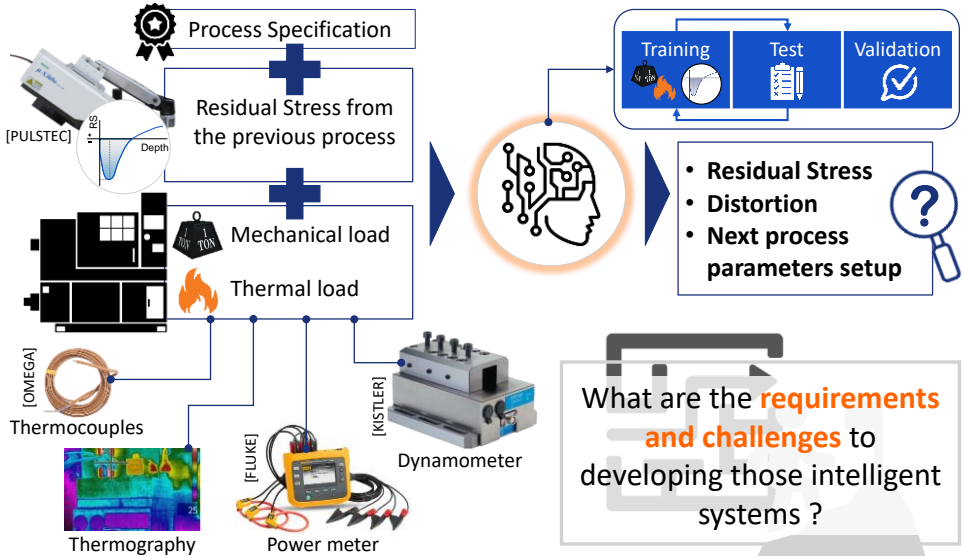 Process Specification
Residual Stress from
the previous process
[PULSTEC]
RS
Depth
Mechanical load
1
TON
1
TON
Thermal load
[OMEGA]
Thermocouples
Thermography
25
[FLUKE]
Power meter
[KISTLER]
Dynamometer
Training
Test
Validation
• Residual Stress
• Distortion
• Next process
parameters setup
?
What are the requirements
and challenges to
developing those intelligent
systems ?